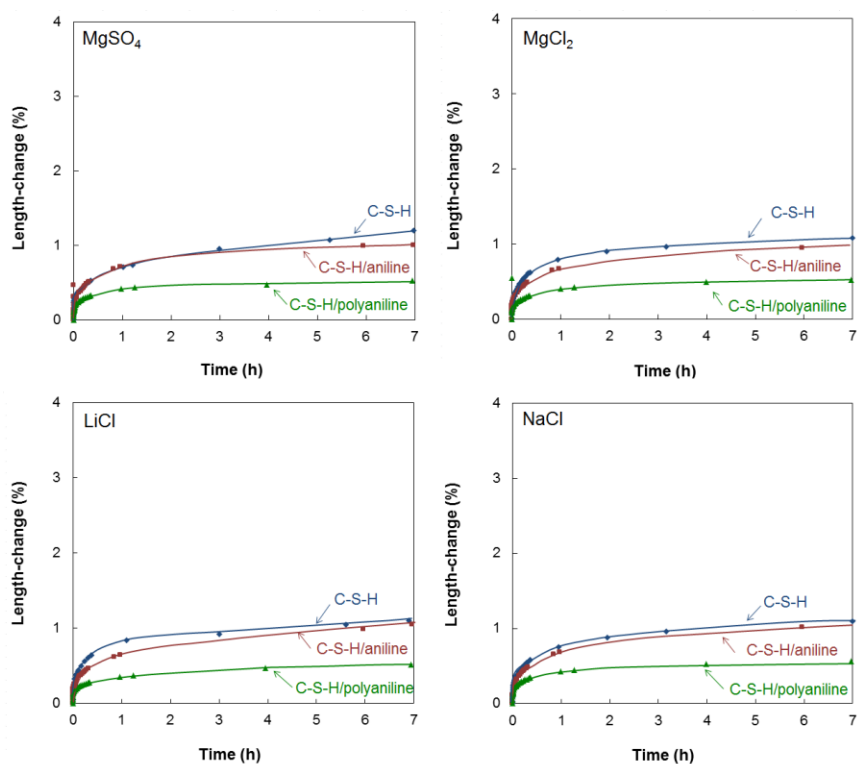 MgSO4
Length-change (%)
4
3
2
1
0
C-S-H
C-S-H/aniline
C-S-H/polyaniline
0 1 2 3 4 5 6 7
Time (h)
MgCl2
Length-change (%)
4
3
2
1
0
C-S-H
C-S-H/aniline
C-S-H/polyaniline
0 1 2 3 4 5 6 7
Time (h)
LiCl
Length-change (%)
4
3
2
1
0
C-S-H
C-S-H/aniline
C-S-H/polyaniline
0 1 2 3 4 5 6 7
Time (h)
NaCl
Length-change (%)
4
3
2
1
0
C-S-H
C-S-H/aniline
C-S-H/polyaniline
0 1 2 3 4 5 6 7
Time (h)